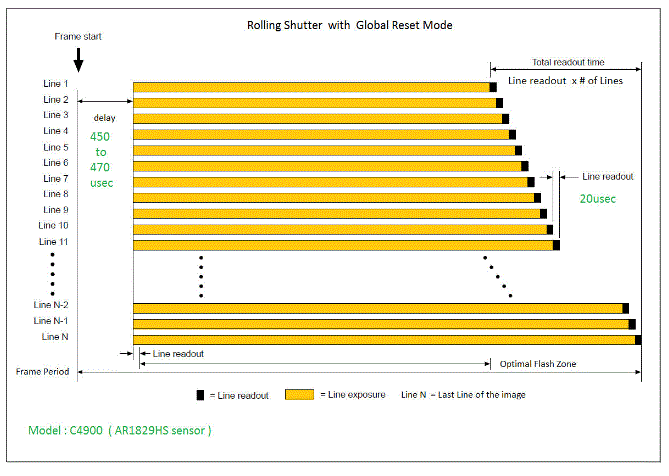 Rolling Shutter with Global Reset Mode
Frame start
Total readout time
Line readout x # of Lines
Line 1
Line 2
Line 3
delay
Line 4
450
to
470
usec
Line 5
Line 6
Line 7
Line readout
20usec
Line 8
Line 9
Line 10
Line 11
Line N-2
Line N-1
Line N
Line readout
Frame Period
Optimal Flash Zone
= Line readout
= Line exposure
Line N = Last Line of the image
Model : C4900 ( AR1829HS sensor )